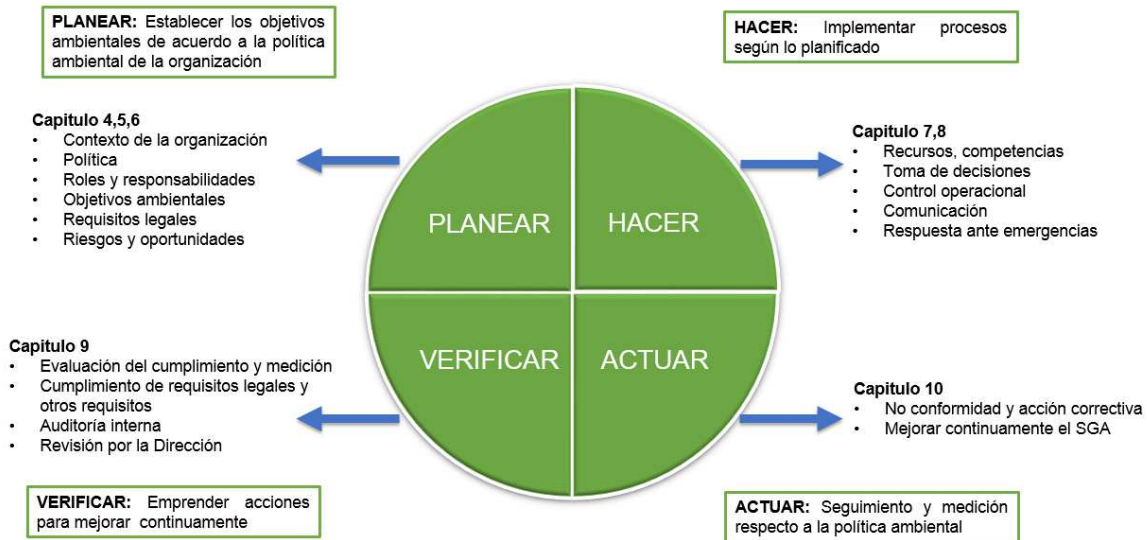 PLANEAR: Establecer los objetivos
ambientales de acuerdo a la política
ambiental de la organización
HACER: Implementar procesos
según lo planificado
Capitulo 4,5,6
• Contexto de la organización
• Política
• Roles y responsabilidades
• Objetivos ambientales
• Requisitos legales
• Riesgos y oportunidades
Capitulo 7,8
• Recursos, competencias
• Toma de decisiones
• Control operacional
• Comunicación
• Respuesta ante emergencias
PLANEAR
HACER
VERIFICAR
ACTUAR
Capitulo 9
• Evaluación del cumplimiento y medición
• Cumplimiento de requisitos legales y
otros requisitos
• Auditoría interna
• Revisión por la Dirección
Capitulo 10
• No conformidad y acción correctiva
• Mejorar continuamente el SGA
VERIFICAR: Emprender acciones
para mejorar continuamente
ACTUAR: Seguimiento y medición
respecto a la política ambiental